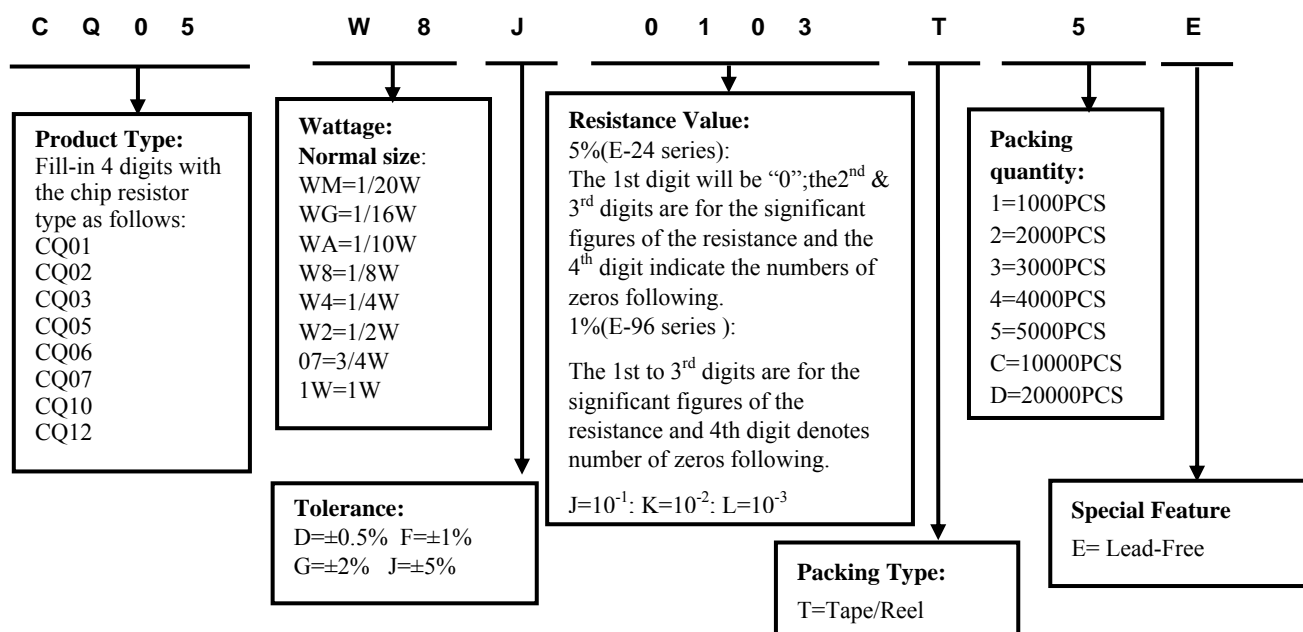 C Q 0 5 W 8 J 0 1 0 3 T 5 E
Product Type:
Fill-in 4 digits with
the chip resistor
type as follows:
CQ01
CQ02
CQ03
CQ05
CQ06
CQ07
CQ10
CQ12
Wattage:
Normal size:
WM=1/20W
WG=1/16W
WA=1/10W
W8=1/8W
W4=1/4W
W2=1/2W
07=3/4W
1W=1W
Tolerance:
D=±0.5% F=±1%
G=±2% J=±5%
Resistance Value:
5%(E-24 series):
The 1st digit will be “0”;the2nd &
3rd digits are for the significant
figures of the resistance and the
4th digit indicate the numbers of
zeros following.
1%(E-96 series ):
The 1st to 3rd digits are for the
significant figures of the
resistance and 4th digit denotes
number of zeros following.
J=10-1: K=10-2: L=10-3
Packing Type:
T=Tape/Reel
Packing
quantity:
1=1000PCS
2=2000PCS
3=3000PCS
4=4000PCS
5=5000PCS
C=10000PCS
D=20000PCS
Special Feature
E= Lead-Free